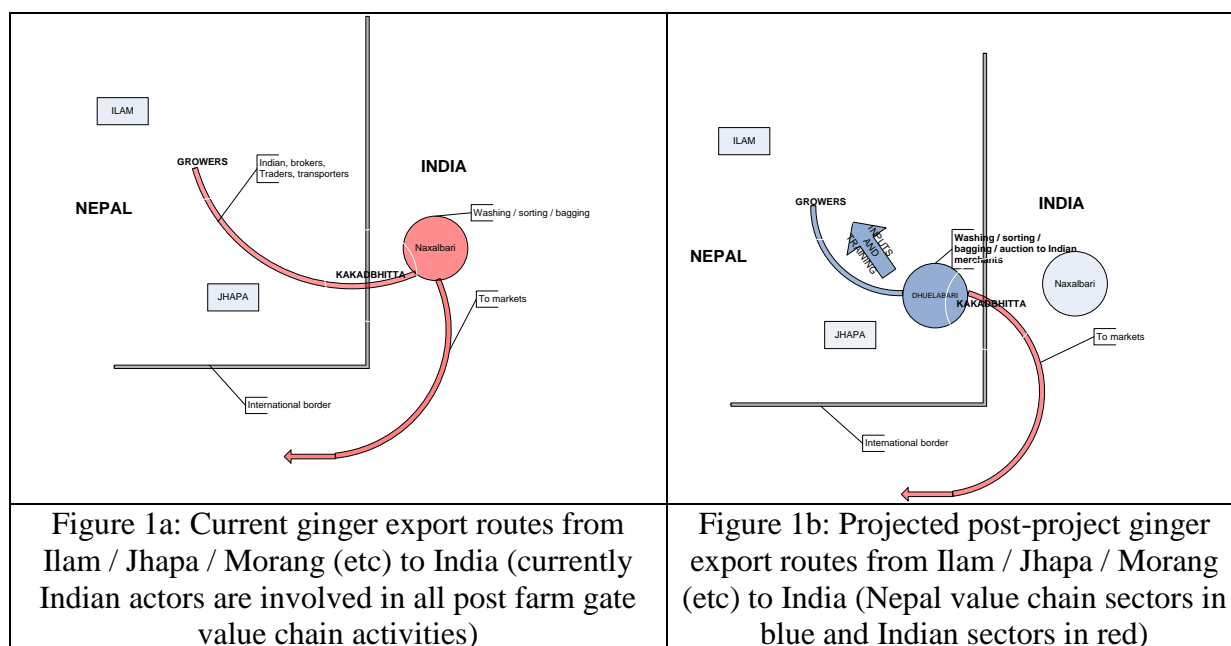 ILAM
GROWERS
Indian, brokers,
Traders, transporters
INDIA
NEPAL
Washing / sorting / bagging
Naxalbari
KAKADBHITTA
JHAPA
To markets
International border
Figure 1a: Current ginger export routes from
Ilam / Jhapa / Morang (etc) to India (currently
Indian actors are involved in all post farm gate
value chain activities)
ILAM
GROWERS
INDIA
INPUTS
AND
TRAINING
NEPAL
Washing / sorting /
bagging / auction to Indian
merchants
Naxalbari
DHUELABARI
KAKADBHITTA
JHAPA
To markets
International border
Figure 1b: Projected post-project ginger
export routes from Ilam / Jhapa / Morang
(etc) to India (Nepal value chain sectors in
blue and Indian sectors in red)